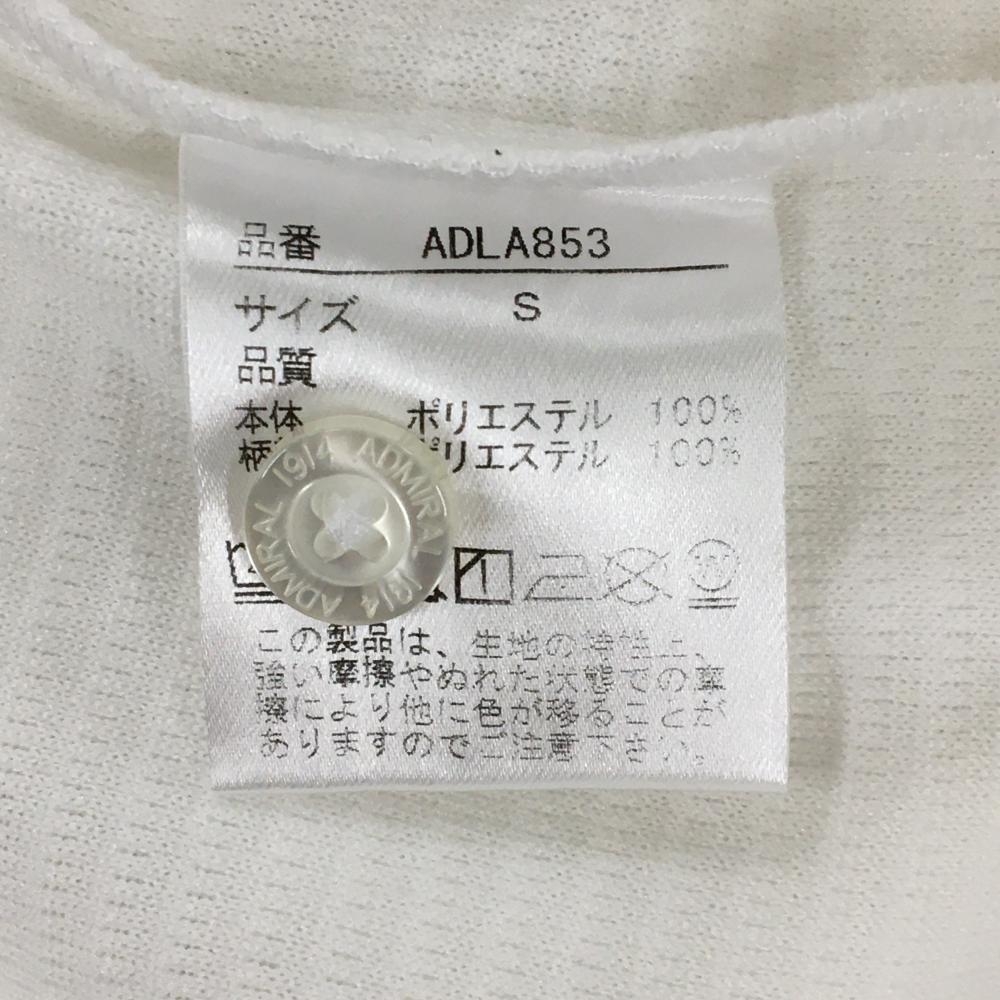 品番 ADLA853
サイズ S
品質
本体 ポリエステル 100%
柄 ポリエステル 100%
ADMIRAL 1914 ADMIRAL 1914
この製品は、生地の特性上、
強い摩擦やぬれた状態での摩
擦により他に色が移ることが
ありますのでご注意下さい。